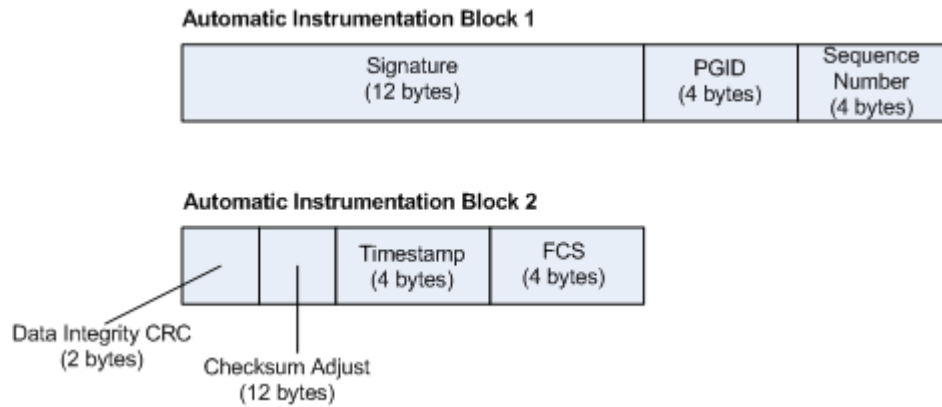 Automatic Instrumentation Block 1
Signature
(12 bytes)
PGID
(4 bytes)
Sequence
Number
(4 bytes)
Automatic Instrumentation Block 2
Timestamp
(4 bytes)
FCS
(4 bytes)
Data Integrity CRC
(2 bytes)
Checksum Adjust
(12 bytes)